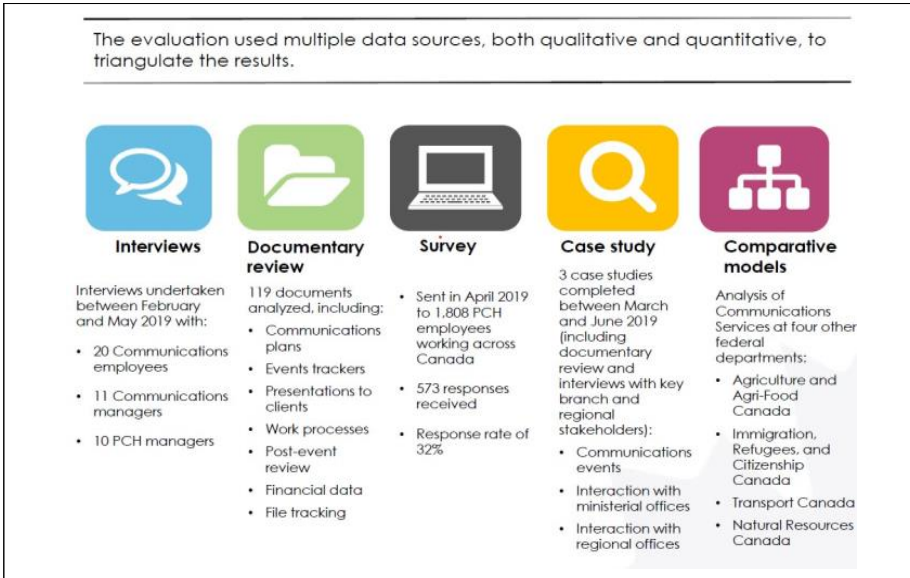 The evaluation used multiple data sources, both qualitative and quantitative, to
triangulate the results.
Interviews
Interviews undertaken
between February
and May 2019 with:
• 20 Communications
employees
• 11 Communications
managers
• 10 PCH managers
Documentary
review
119 documents
analyzed, including:
• Communications
plans
• Events trackers
• Presentations to
clients
• Work processes
• Post-event
review
• Financial data
• File tracking
Survey
• Sent in April 2019
to 1,808 PCH
employees
working across
Canada
• 573 responses
received
• Response rate of
32%
Case study
3 case studies
completed
between March
and June 2019
(including
documentary
review and
interviews with key
branch and
regional
stakeholders):
• Communications
events
• Interaction with
ministerial offices
• Interaction with
regional offices
Comparative
models
Analysis of
Communications
Services at four other
federal
departments:
• Agriculture and
Agri-Food
Canada
• Immigration,
Refugees, and
Citizenship
Canada
• Transport Canada
• Natural Resources
Canada